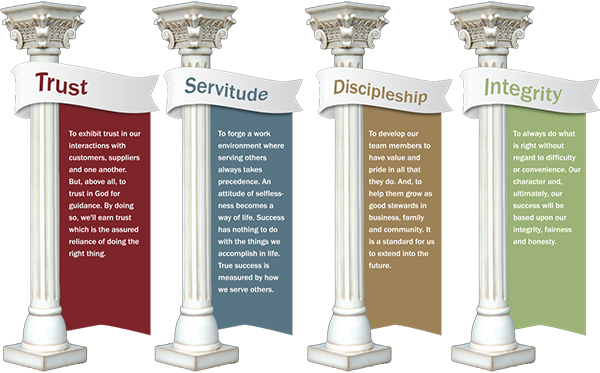 Trust
To exhibit trust in our
interactions with
customers, suppliers
and one another.
But, above all, to
trust in God for
guidance. By doing
so, we'll earn trust
which is the assured
reliance of doing the
right thing.
Servitude
To forge a work
environment where
serving others
always takes
precedence. An
attitude of selfless-
ness becomes a
way of life. Success
has nothing to do
with the things we
accomplish in life.
True success is
measured by how
we serve others.
Discipleship
To develop our
team members to
have value and
pride in all that
they do. And, to
help them grow as
good stewards in
business, family
and community. It
is a standard for us
to extend into the
future.
Integrity
To always do what
is right without
regard to difficulty
or convenience. Our
character and,
ultimately, our
success will be
based upon our
integrity, fairness
and honesty.